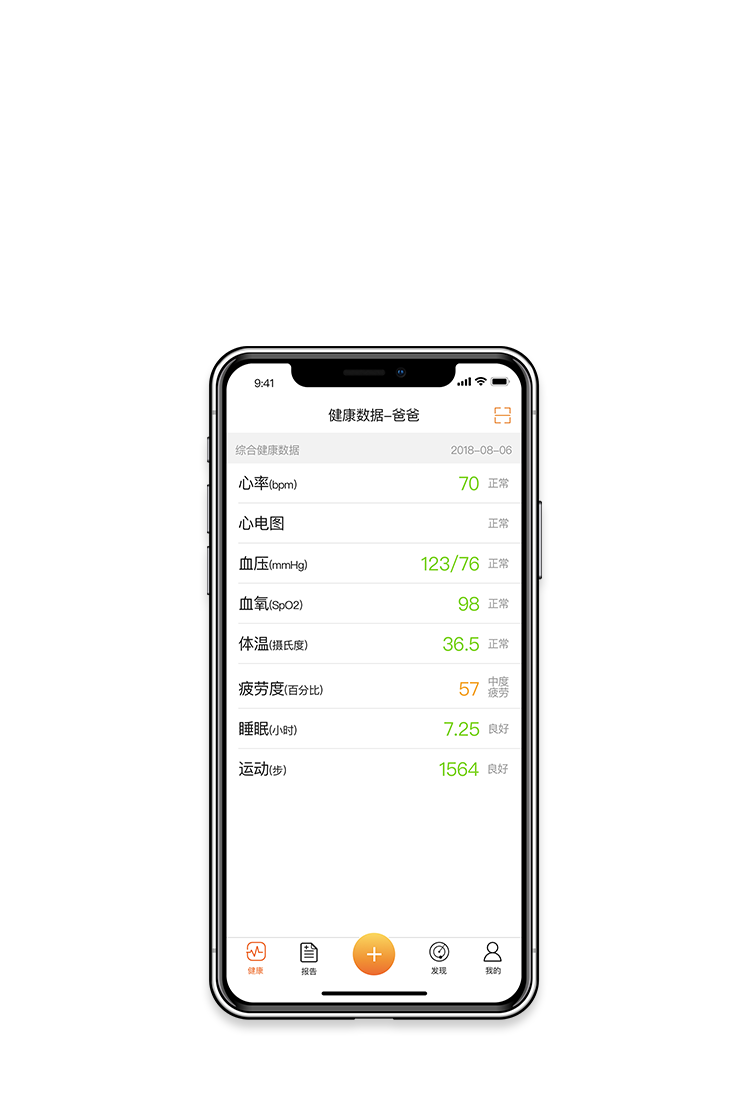 9:41
健康数据-爸爸
综合健康数据 2018-08-06
心率(bpm) 70 正常
心电图 正常
血压(mmHg) 123/76 正常
血氧(SpO2) 98 正常
体温(摄氏度) 36.5 正常
疲劳度(百分比) 57 中度
疲劳
睡眠(小时) 7.25 良好
运动(步) 1564 良好
健康 报告 发现 我的